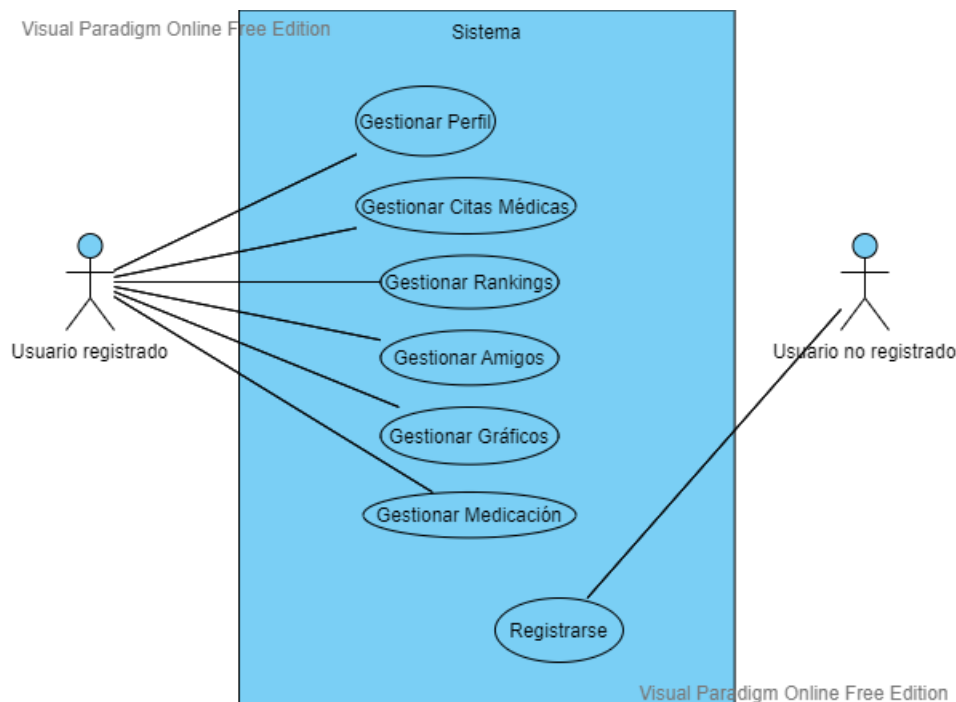 Visual Paradigm Online Free Edition
Sistema
Gestionar Perfil
Gestionar Citas Médicas
Gestionar Rankings
Gestionar Amigos
Gestionar Gráficos
Gestionar Medicación
Registrarse
Usuario registrado
Usuario no registrado
Visual Paradigm Online Free Edition